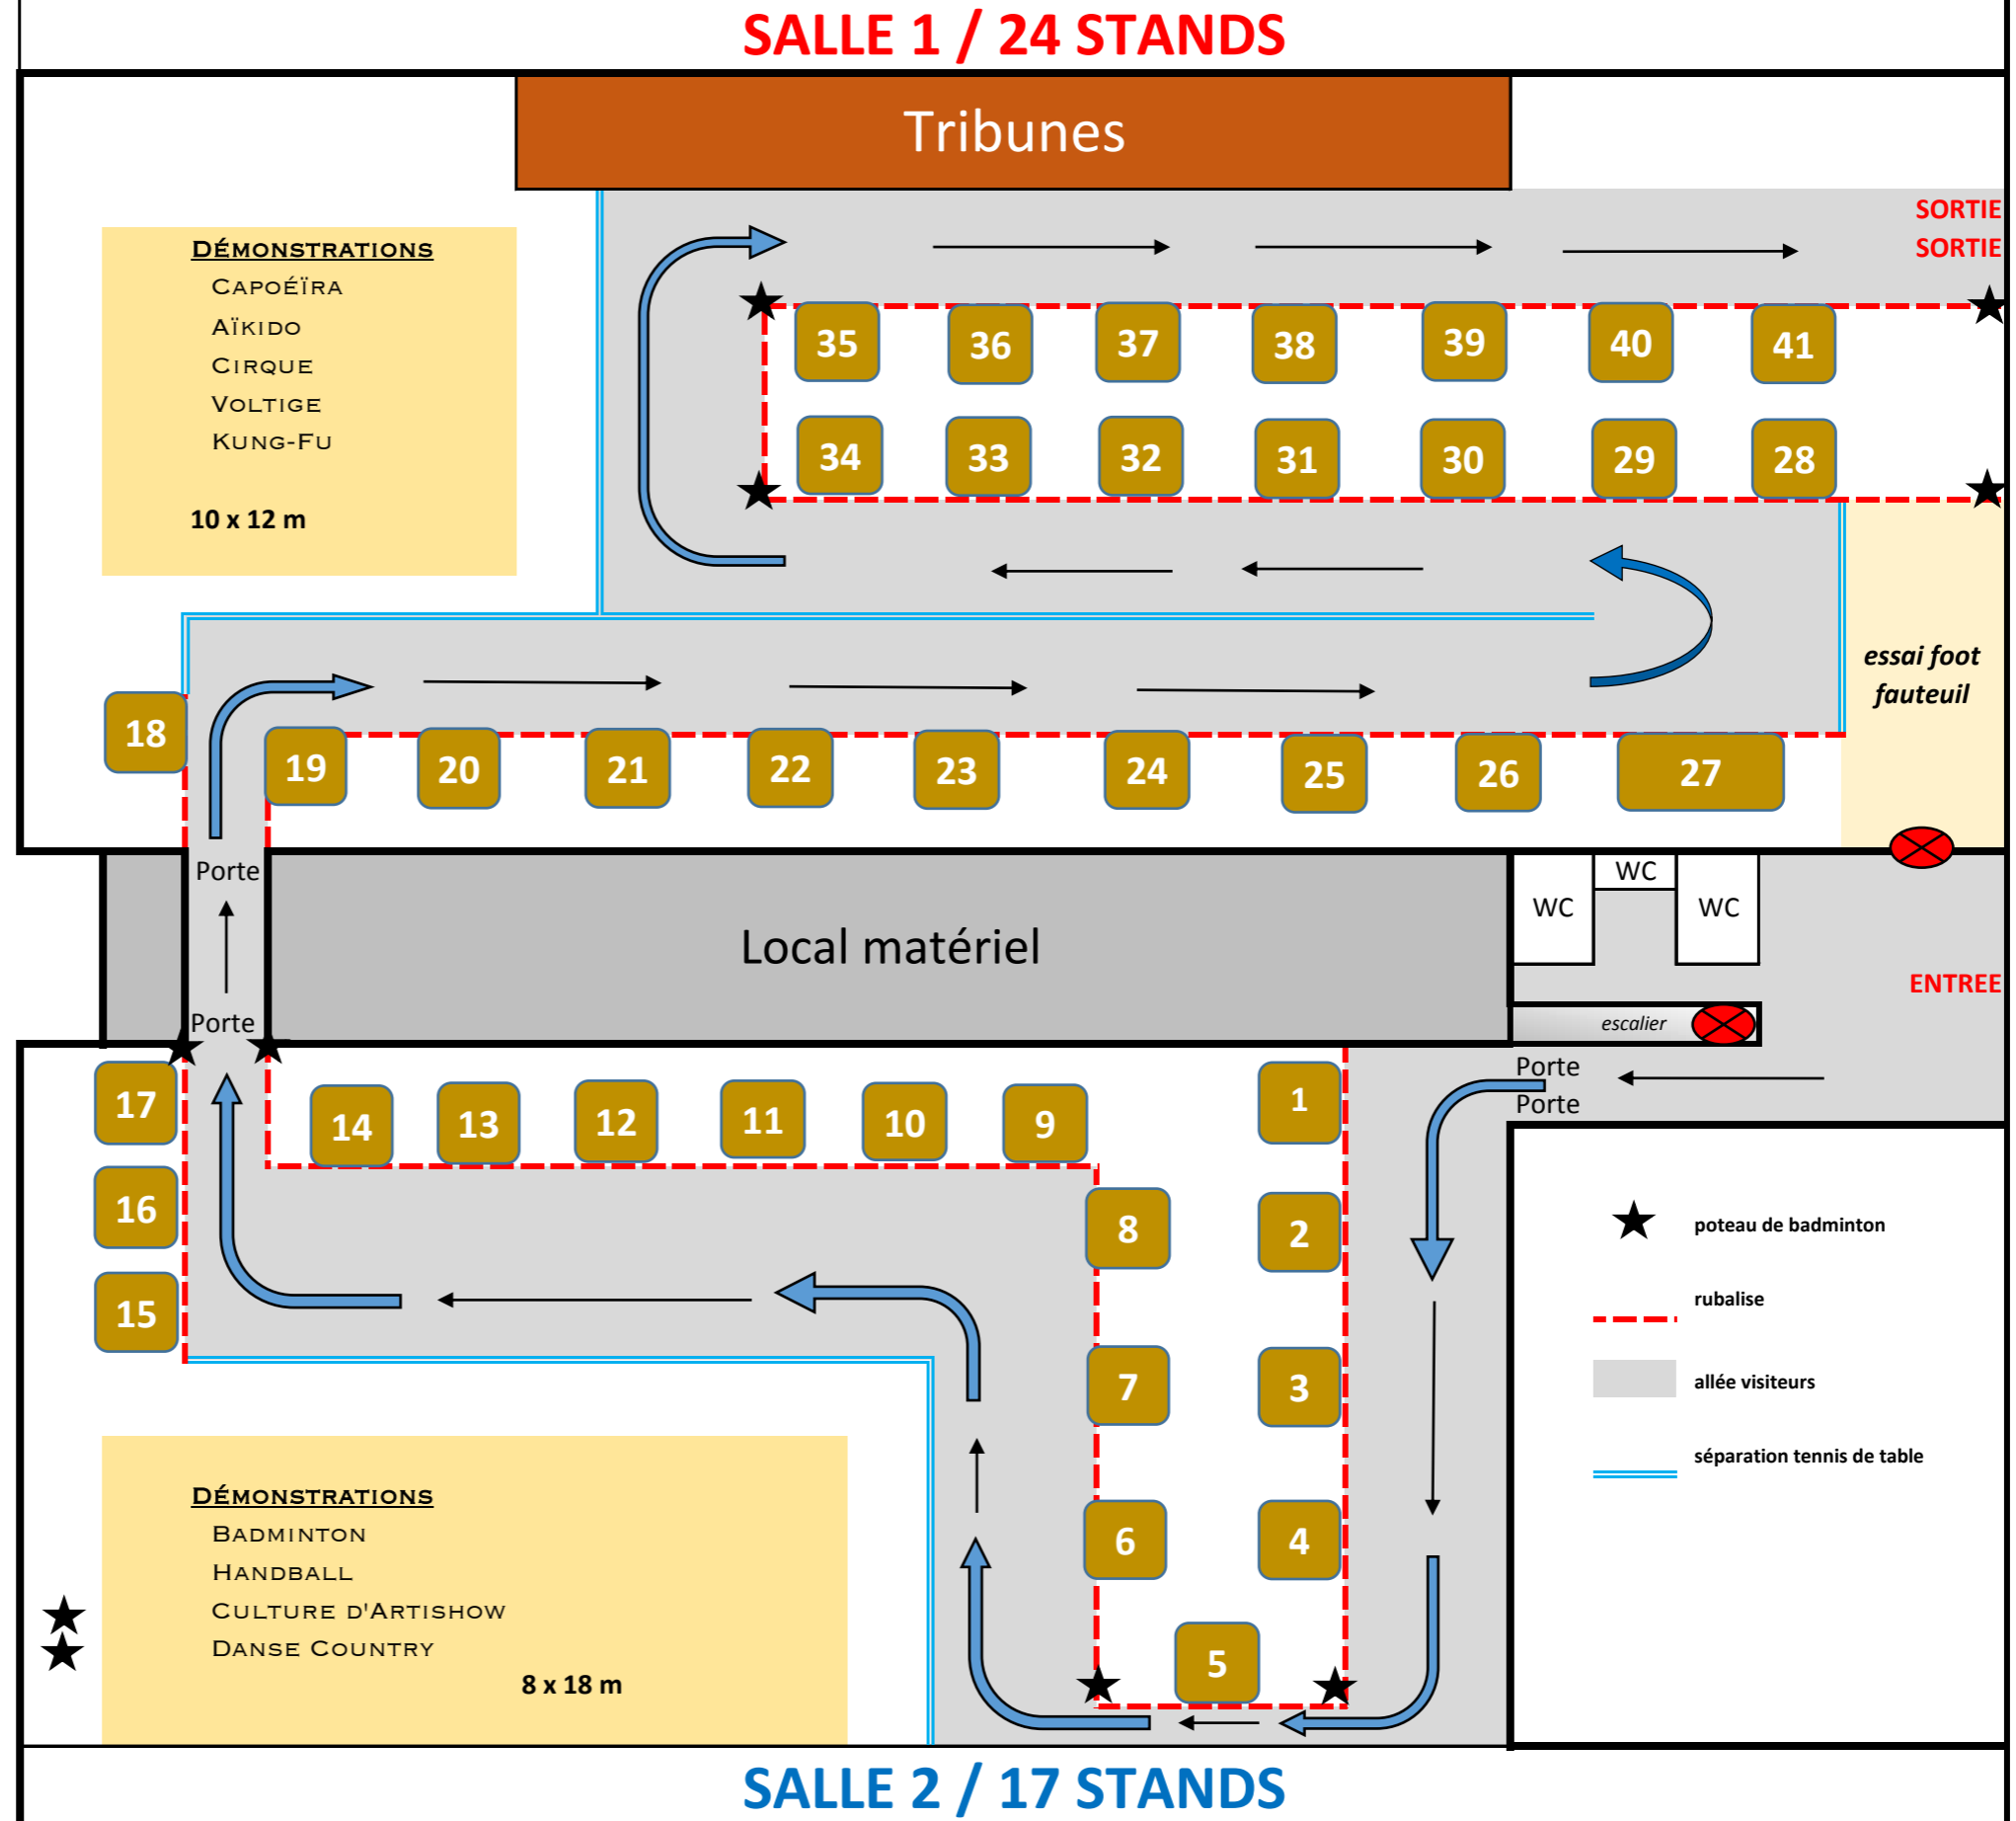 SALLE 1 / 24 STANDS
Tribunes
SORTIE
SORTIE
DÉMONSTRATIONS
CAPOÉÏRA
AÏKIDO
CIRQUE
VOLTIGE
KUNG-FU
10 x 12 m
35 36 37 38 39 40 41
34 33 32 31 30 29 28
essai foot
fauteuil
18
19 20 21 22 23 24 25 26 27
Porte
WC
WC
WC
Local matériel
ENTREE
Porte
escalier
Porte
Porte
17
14 13 12 11 10 9
1
16
8
2
15
7
3
6
4
5
poteau de badminton
rubalise
allée visiteurs
séparation tennis de table
DÉMONSTRATIONS
BADMINTON
HANDBALL
CULTURE D'ARTISHOW
DANSE COUNTRY
8 x 18 m
SALLE 2 / 17 STANDS